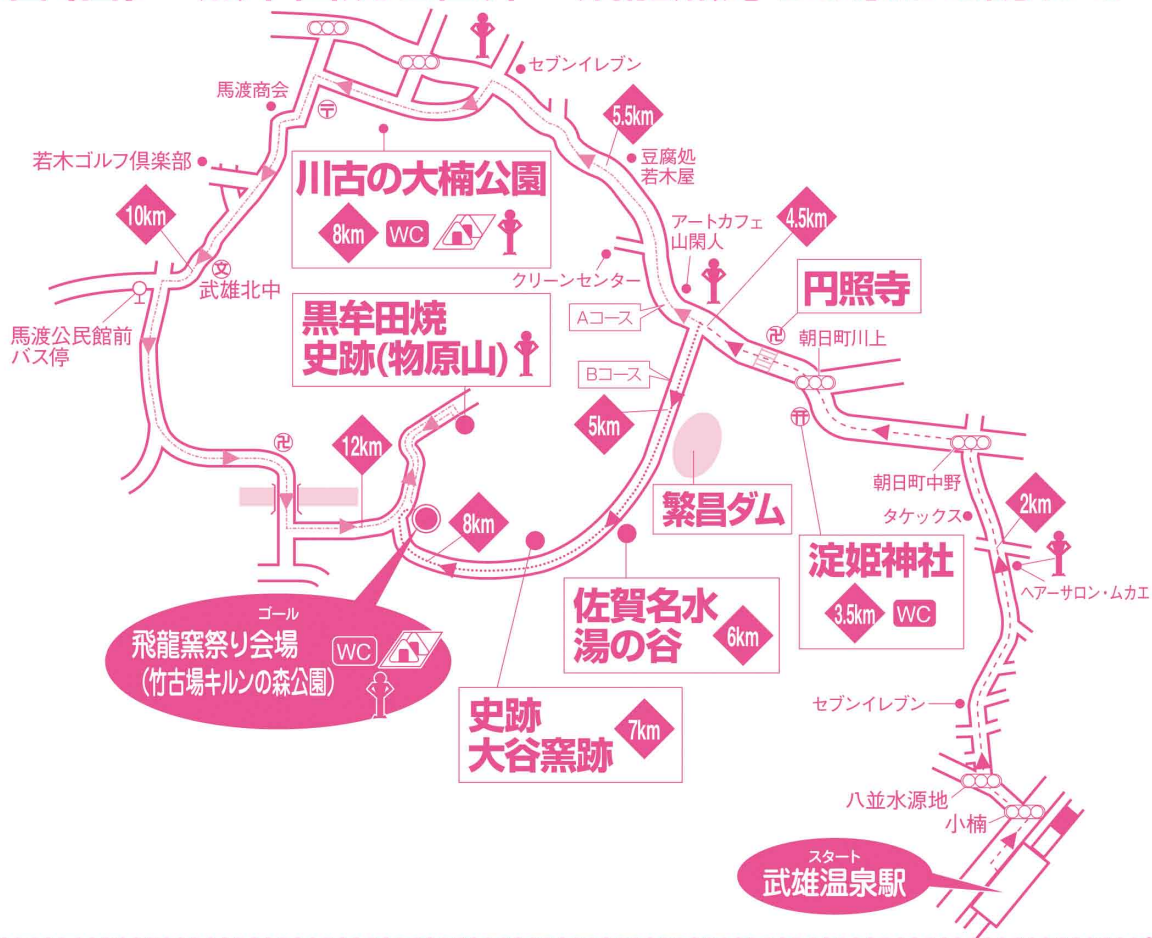 セブンイレブン
馬渡商会
〒
5.5km
豆腐処
若木屋
若木ゴルフ倶楽部
川古の大楠公園
8km WC
10km
アートカフェ
山閑人
4.5km
クリーンセンター
文
武雄北中
円照寺
卍
朝日町川上
馬渡公民館前
バス停
黒牟田焼
史跡(物原山)
Aコース
Bコース
5km
卍
12km
繁昌ダム
朝日町中野
タケックス
2km
ヘアーサロン・ムカエ
8km
淀姫神社
3.5km WC
佐賀名水
湯の谷
6km
ゴール
飛龍窯祭り会場
(竹古場キルンの森公園)
WC
史跡
大谷窯跡
7km
セブンイレブン
八並水源地
小楠
スタート
武雄温泉駅